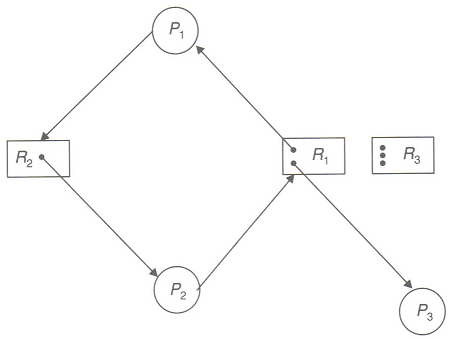 P₁
R₂
R₁
R₃
P₂
P₃